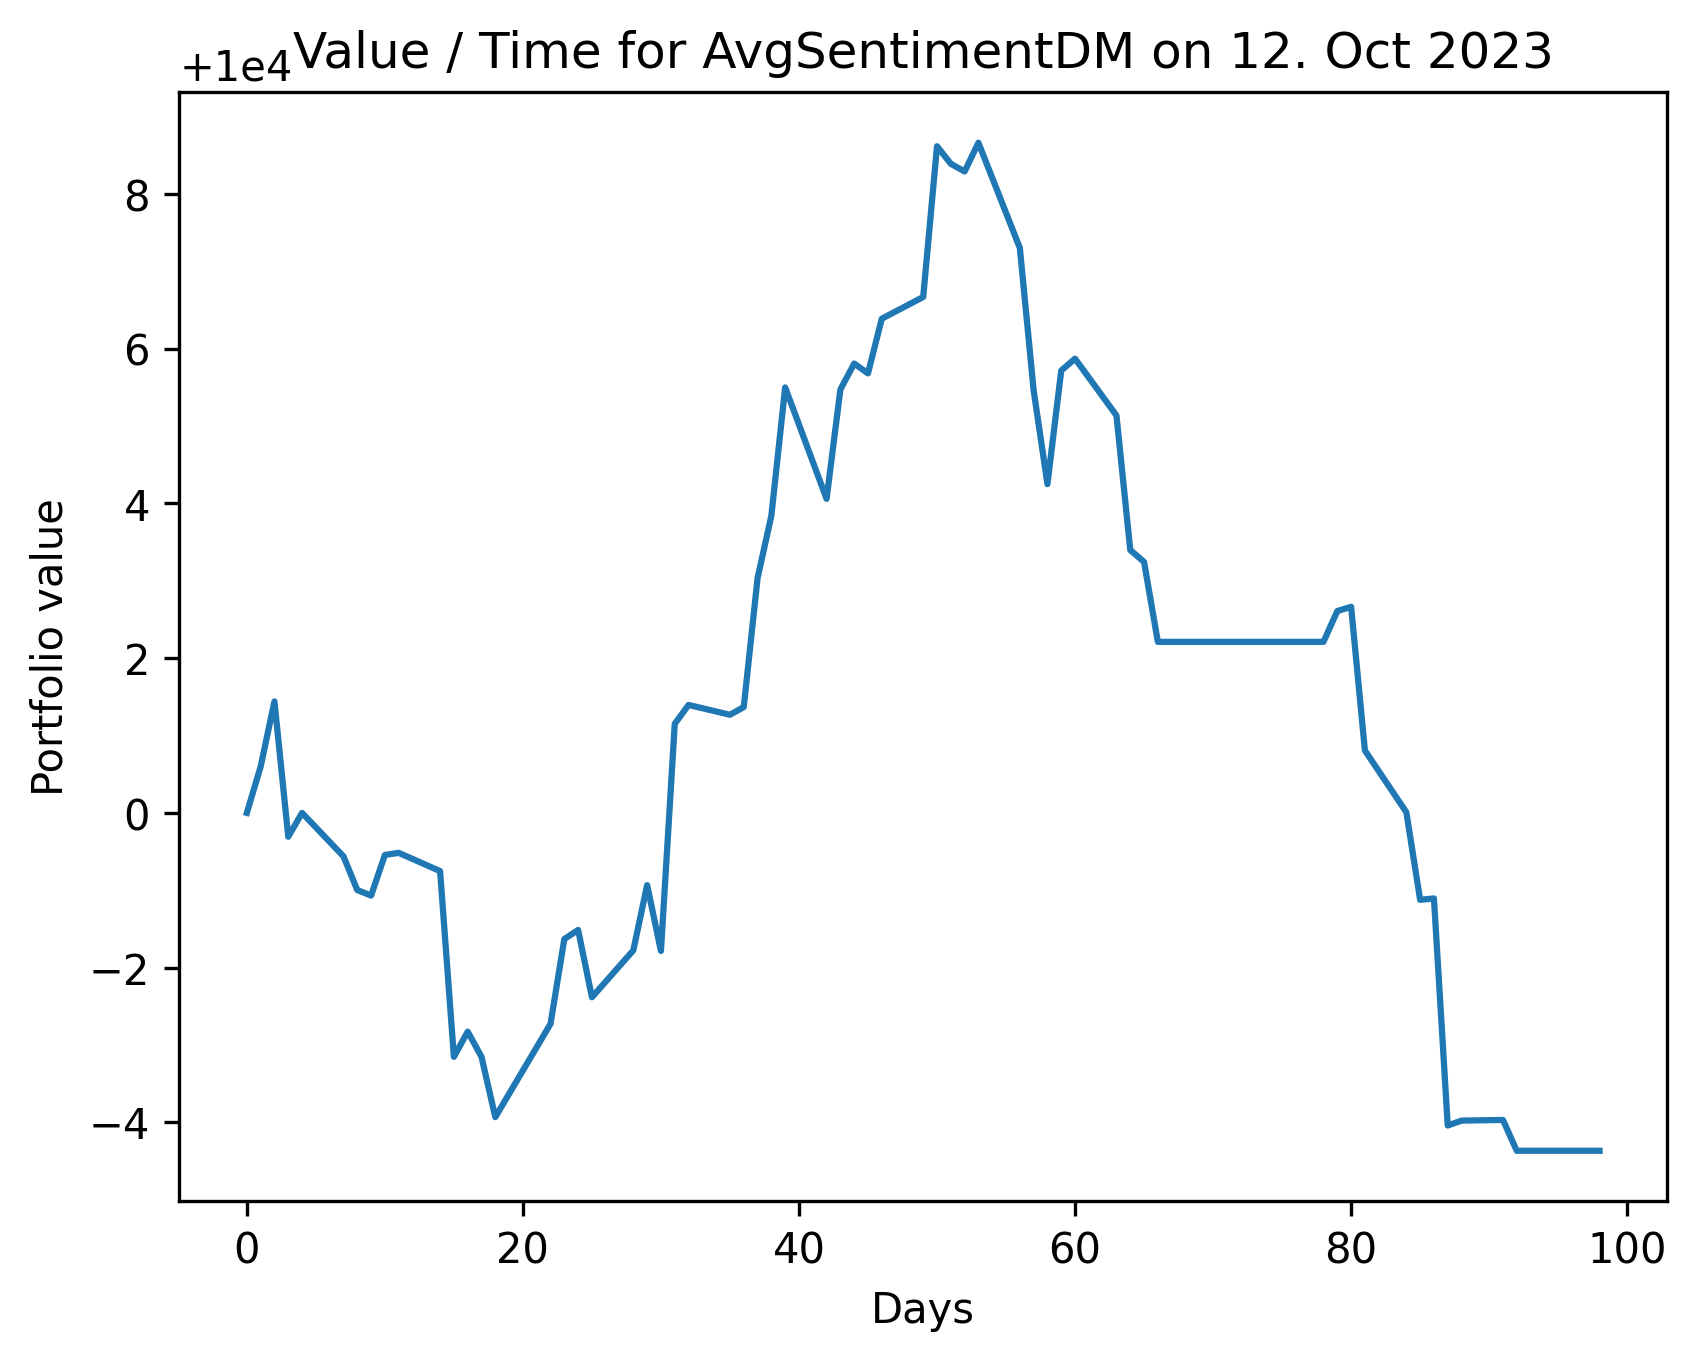 Value / Time for AvgSentimentDM on 12. Oct 2023
+1e4
8
6
4
2
0
−2
−4
Portfolio value
0 20 40 60 80 100
Days